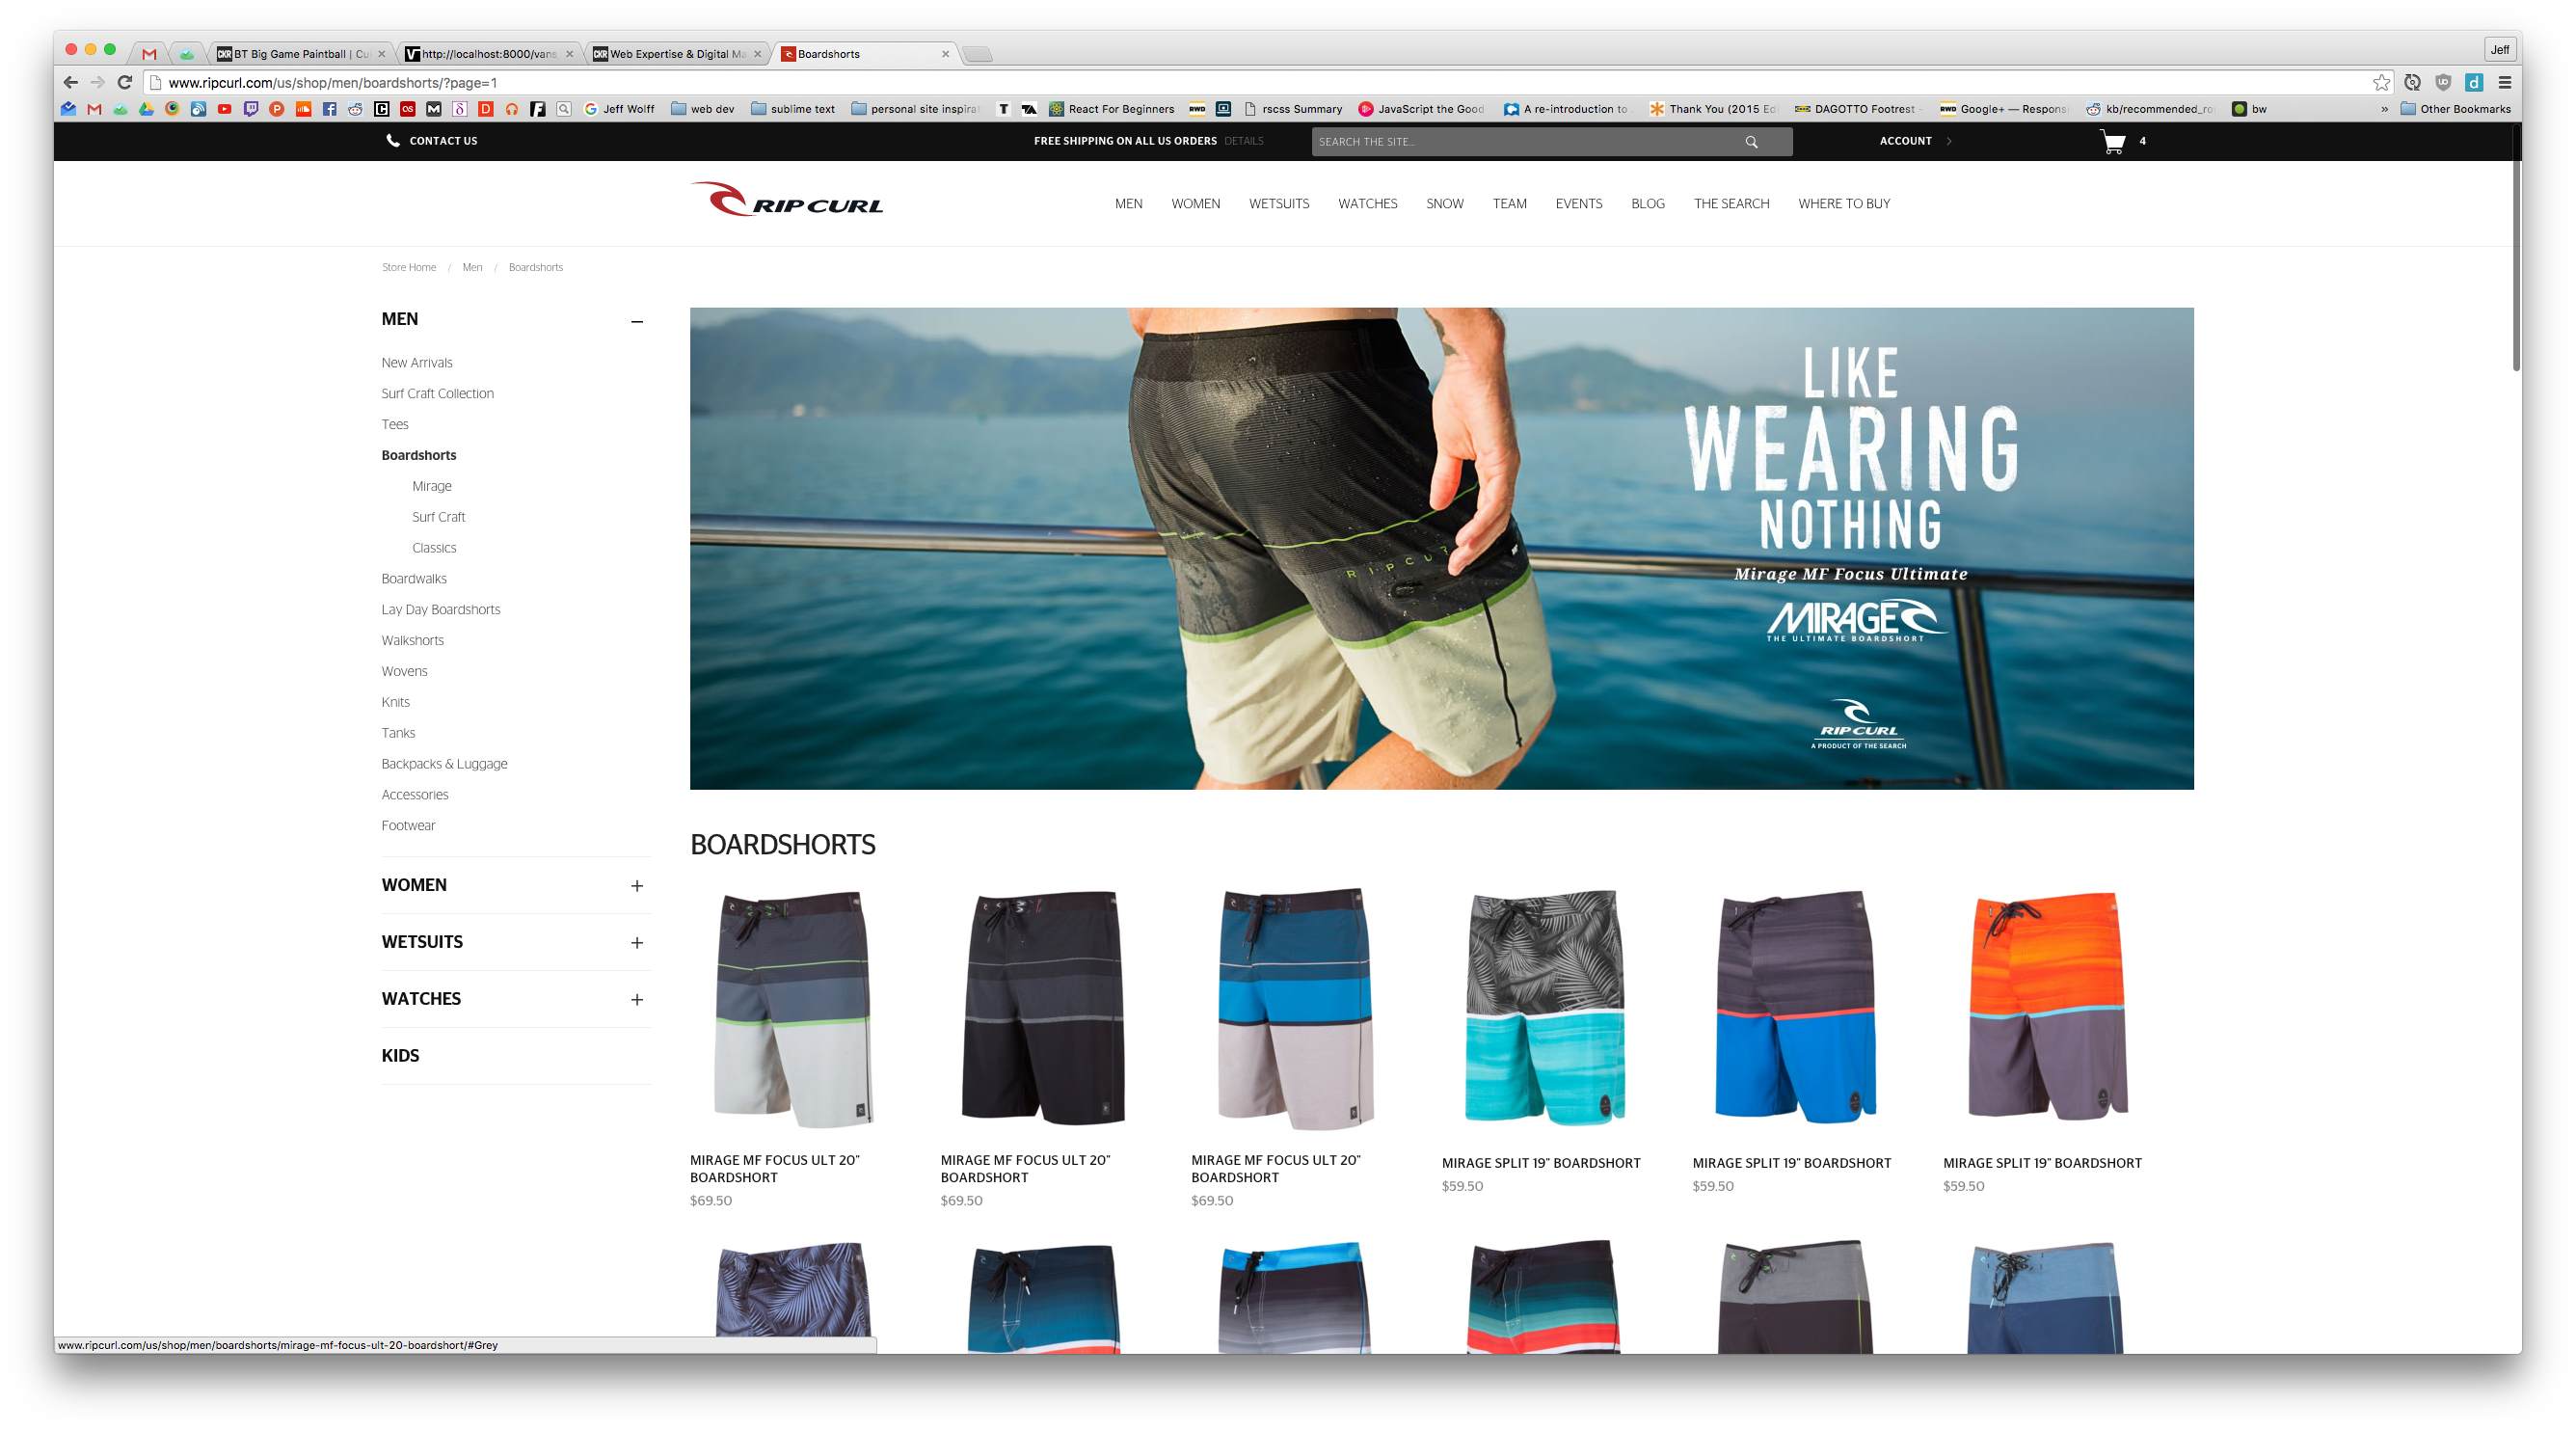 BT Big Game Paintball | Cu
http://localhost:8000/vans
Web Expertise & Digital Ma
Boardshorts
Jeff
www.ripcurl.com/us/shop/men/boardshorts/?page=1
Jeff Wolff
web dev
sublime text
personal site inspirat
React For Beginners
rscss Summary
JavaScript the Good
A re-introduction to
Thank You (2015 Ed
DAGOTTO Footrest -
Google+ — Respons
kb/recommended_ro
bw
»
Other Bookmarks
CONTACT US
FREE SHIPPING ON ALL US ORDERS DETAILS
SEARCH THE SITE...
ACCOUNT
4
RIP CURL
MEN WOMEN WETSUITS WATCHES SNOW TEAM EVENTS BLOG THE SEARCH WHERE TO BUY
Store Home / Men / Boardshorts
MEN
New Arrivals
Surf Craft Collection
Tees
Boardshorts
Mirage
Surf Craft
Classics
Boardwalks
Lay Day Boardshorts
Walkshorts
Wovens
Knits
Tanks
Backpacks & Luggage
Accessories
Footwear
WOMEN
WETSUITS
WATCHES
KIDS
RIPCUR
LIKE
WEARING
NOTHING
Mirage MF Focus Ultimate
MIRAGE
THE ULTIMATE BOARDSHORT
RIP CURL
A PRODUCT OF THE SEARCH
BOARDSHORTS
MIRAGE MF FOCUS ULT 20"
BOARDSHORT
$69.50
MIRAGE MF FOCUS ULT 20"
BOARDSHORT
$69.50
MIRAGE MF FOCUS ULT 20"
BOARDSHORT
$69.50
MIRAGE SPLIT 19" BOARDSHORT
$59.50
MIRAGE SPLIT 19" BOARDSHORT
$59.50
MIRAGE SPLIT 19" BOARDSHORT
$59.50
www.ripcurl.com/us/shop/men/boardshorts/mirage-mf-focus-ult-20-boardshort/#Grey